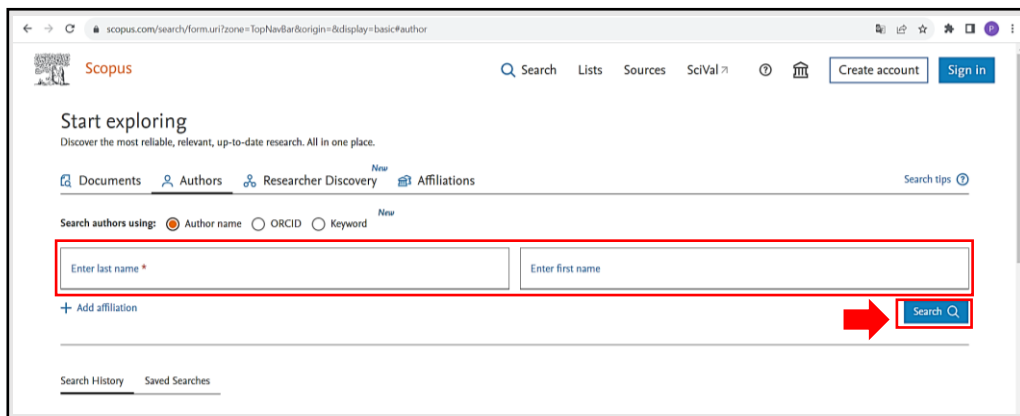 scopus.com/search/form.uri?zone=TopNavBar&origin=&display=basic#author
P
Scopus
Search Lists Sources SciVal Create account Sign in
Start exploring
Discover the most reliable, relevant, up-to-date research. All in one place.
Documents Authors Researcher Discovery New Affiliations Search tips
Search authors using: Author name ORCID Keyword New
Enter last name * Enter first name
+ Add affiliation
Search
Search History Saved Searches